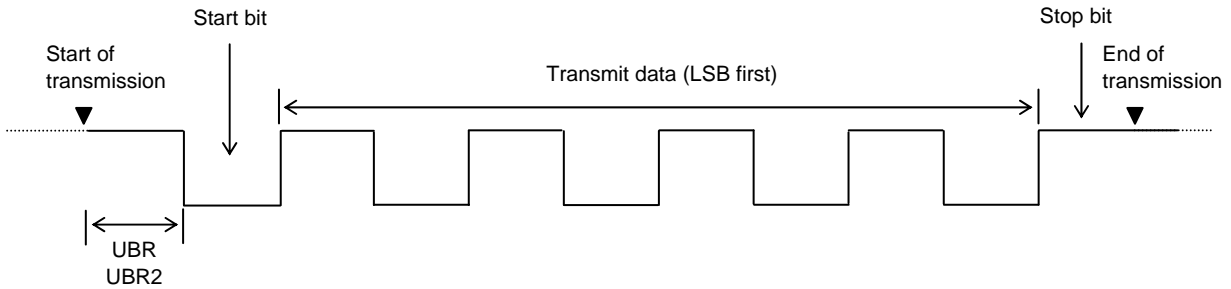 Start bit
Stop bit
Start of
transmission
Transmit data (LSB first)
End of
transmission
UBR
UBR2